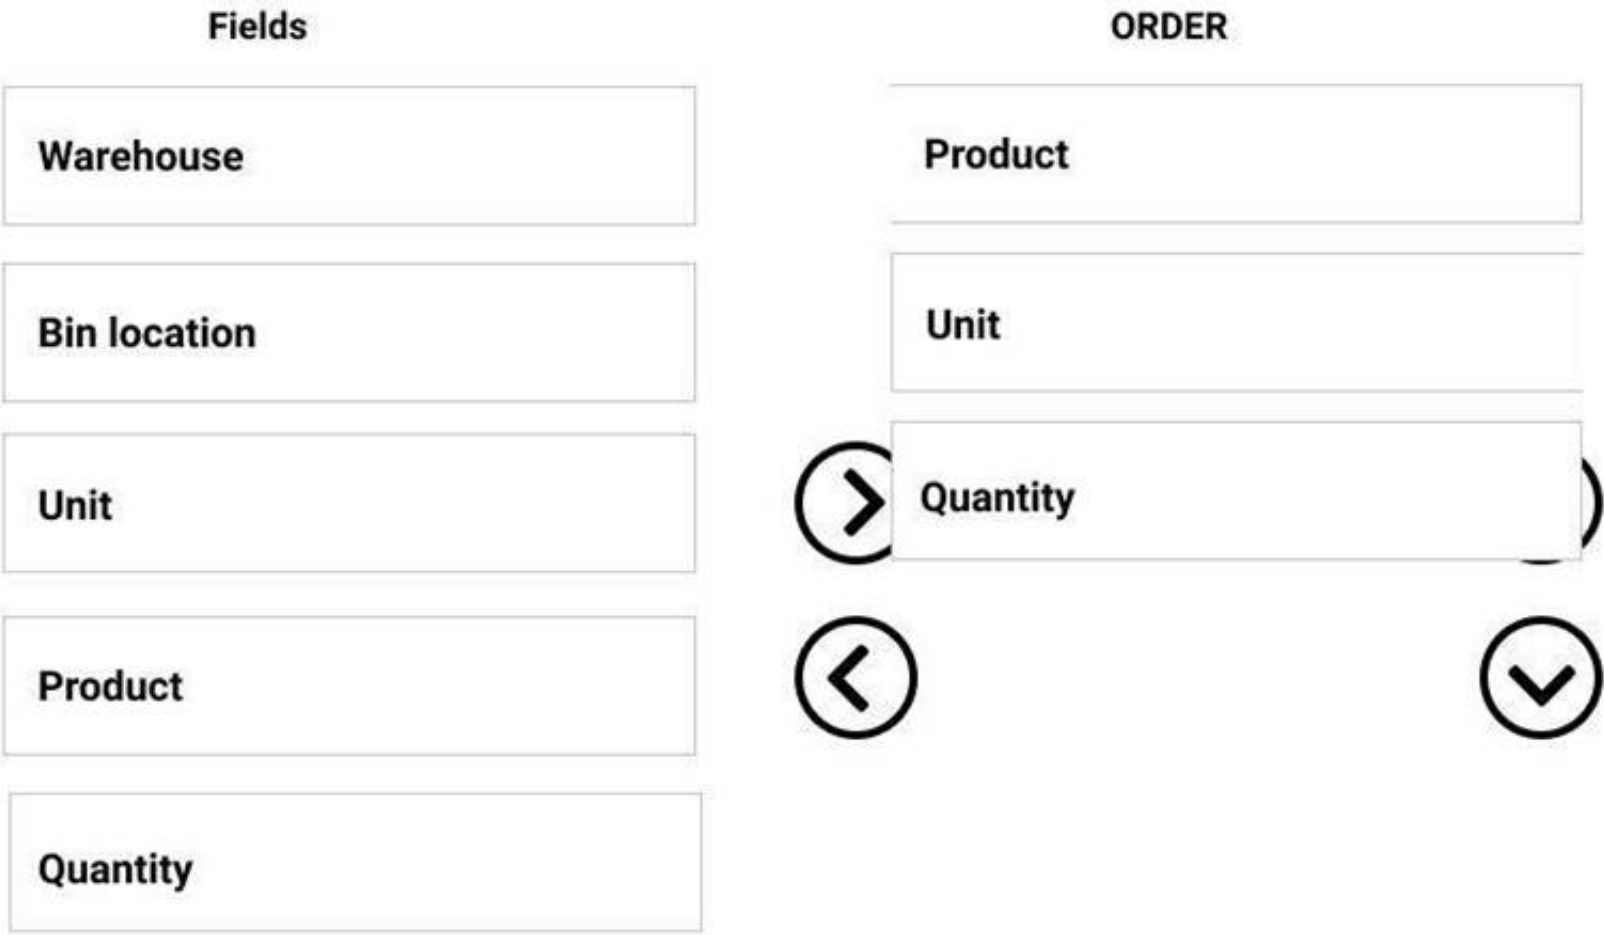 Fields
Warehouse
Bin location
Unit
Product
Quantity
ORDER
Product
Unit
Quantity